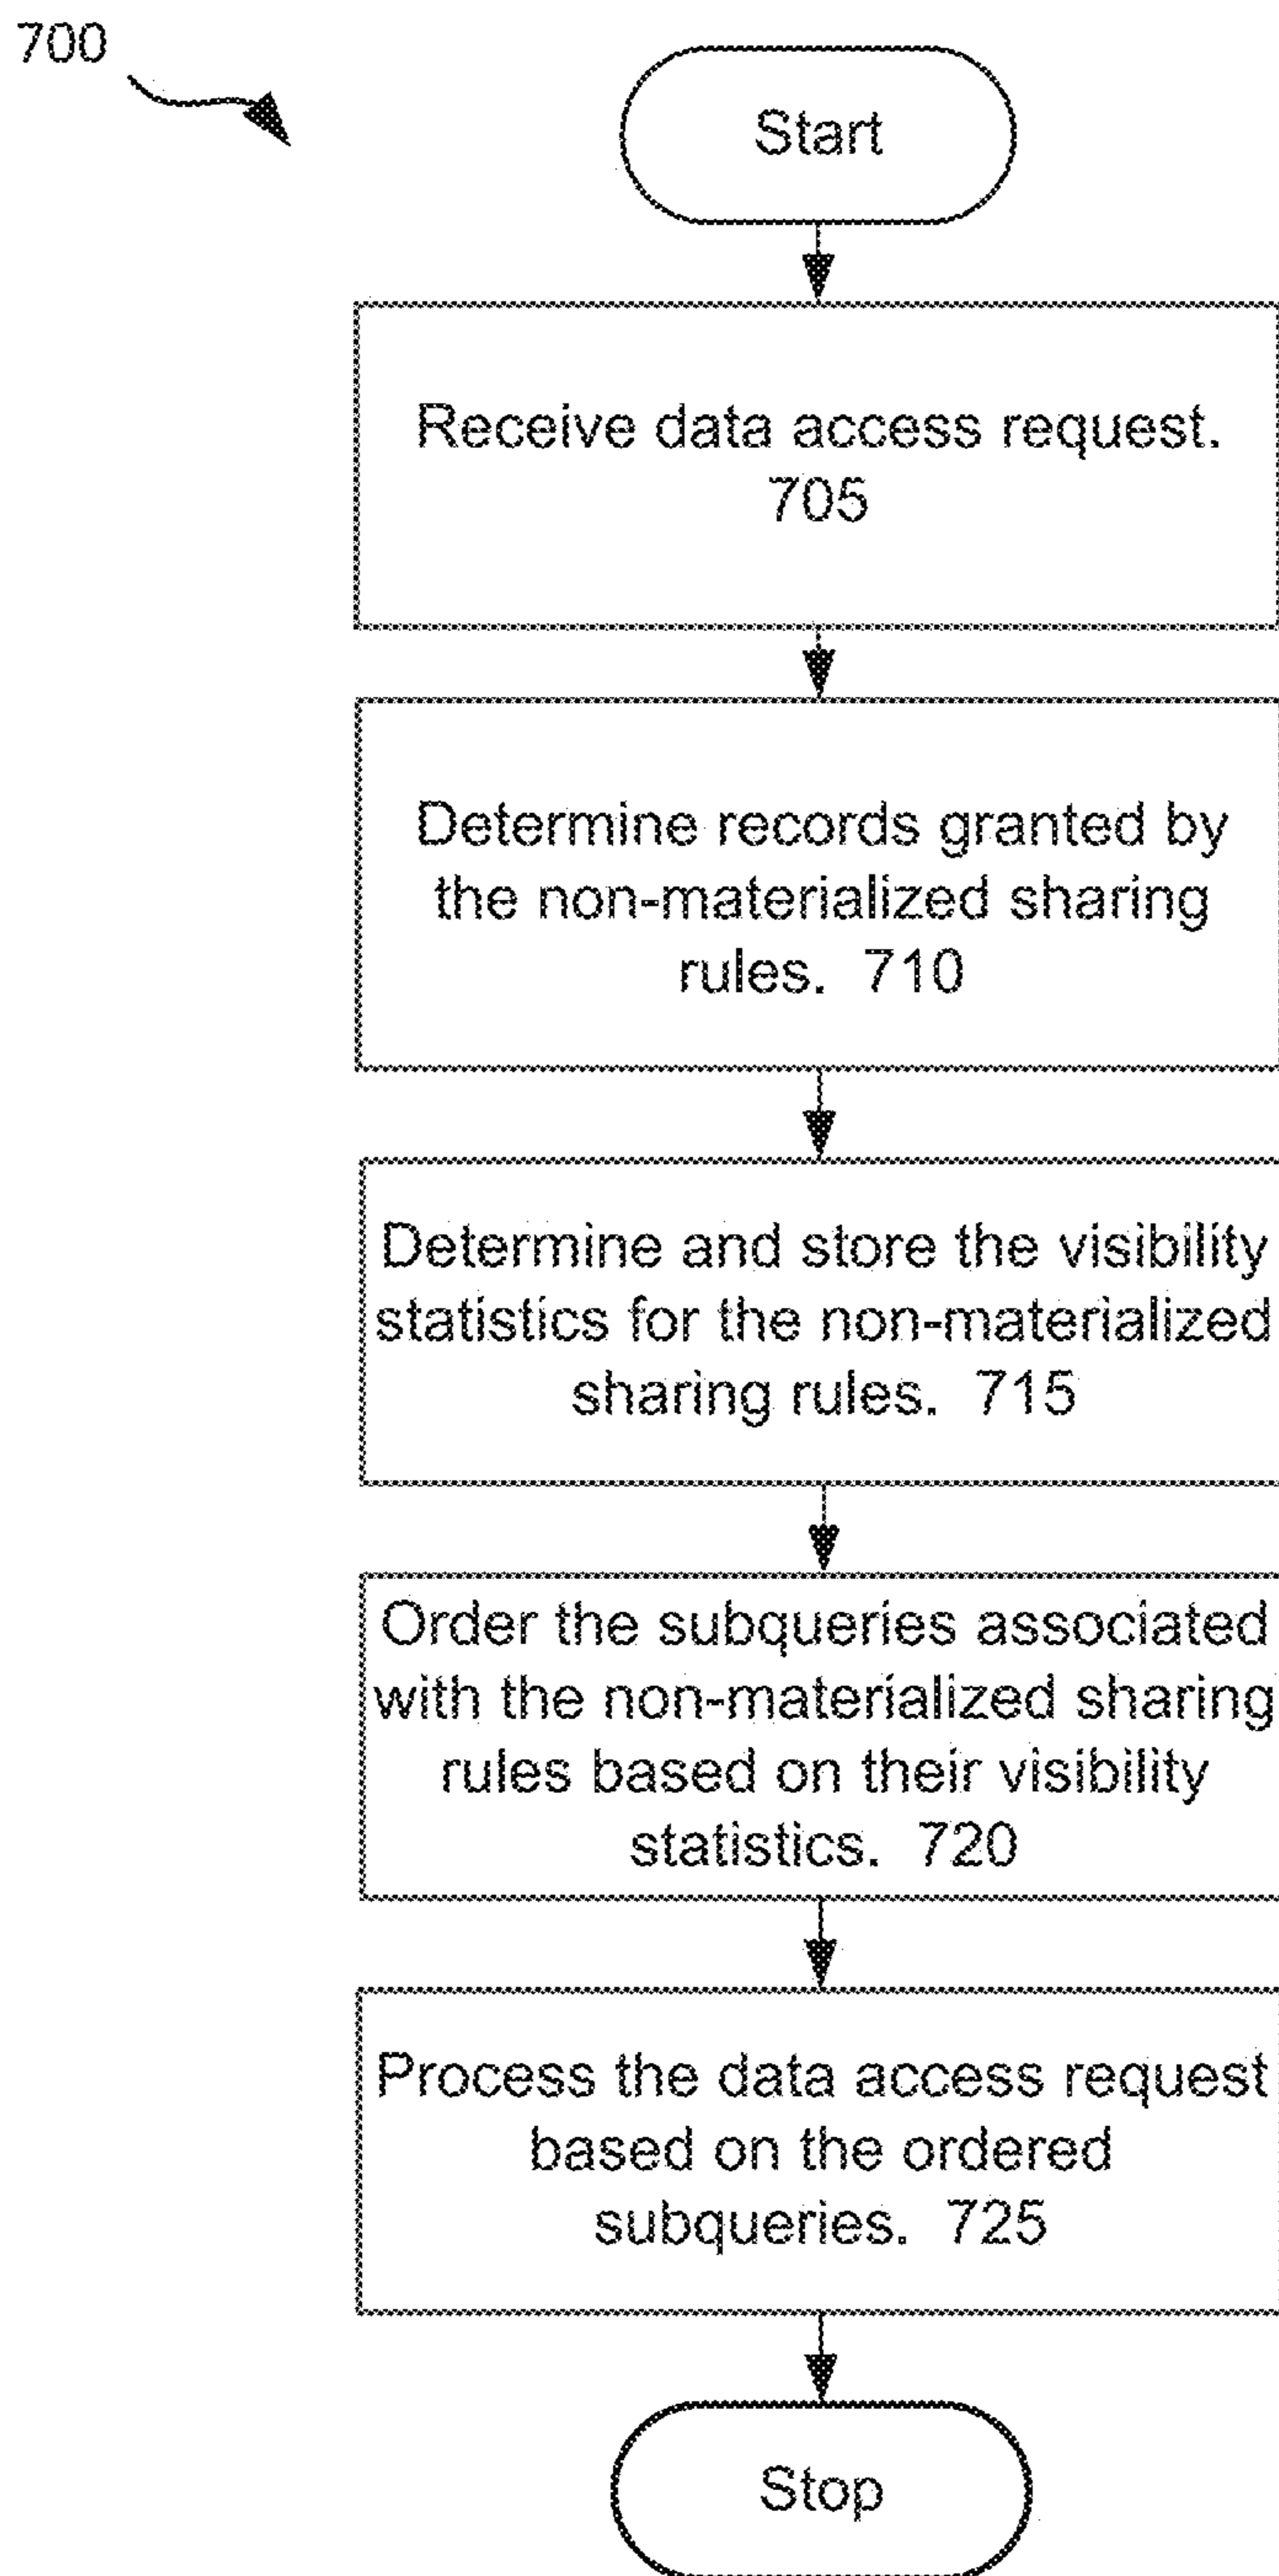 700
Start
Receive data access request.
705
Determine records granted by
the non-materialized sharing
rules. 710
Determine and store the visibility
statistics for the non-materialized
sharing rules. 715
Order the subqueries associated
with the non-materialized sharing
rules based on their visibility
statistics. 720
Process the data access request
based on the ordered
subqueries. 725
Stop